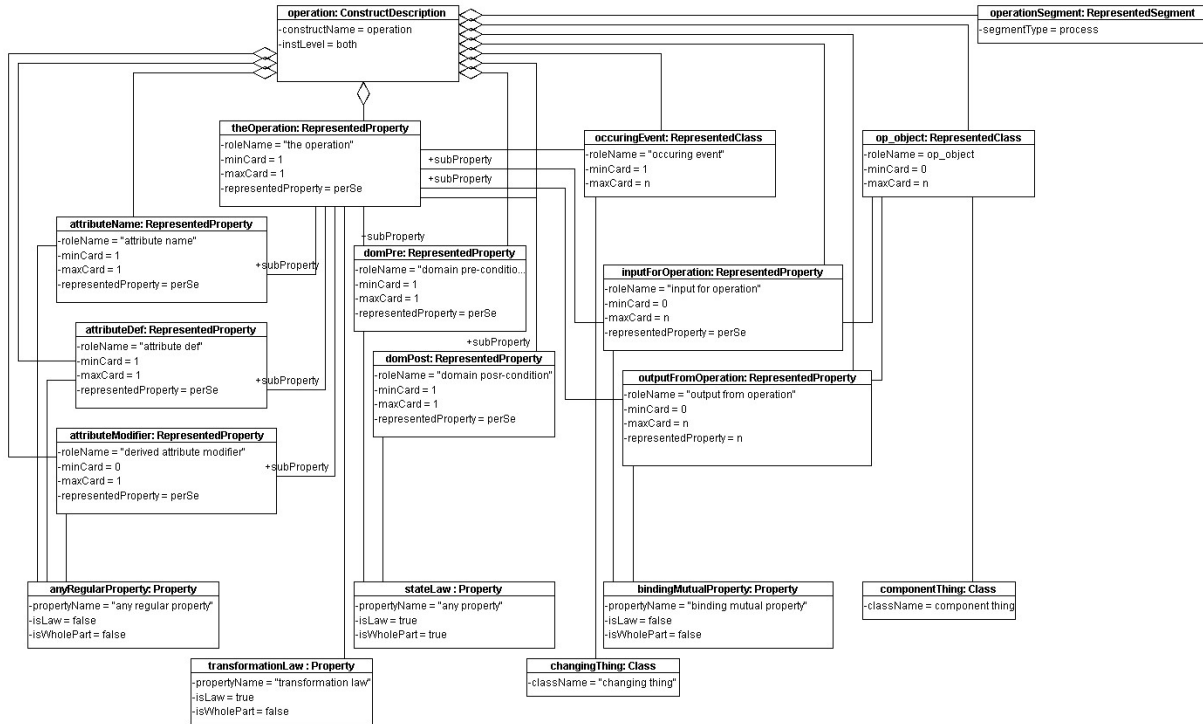 operation: ConstructDescription
-constructName = operation
-instLevel = both
operationSegment: RepresentedSegment
-segmentType = process
theOperation: RepresentedProperty
-roleName = "the operation"
-minCard = 1
-maxCard = 1
-representedProperty = perSe
+subProperty
+subProperty
occuringEvent: RepresentedClass
-roleName = "occuring event"
-minCard = 1
-maxCard = n
op_object: RepresentedClass
-roleName = op_object
-minCard = 0
-maxCard = n
attributeName: RepresentedProperty
-roleName = "attribute name"
-minCard = 1
-maxCard = 1
-representedProperty = perSe
+subProperty
+subProperty
domPre: RepresentedProperty
-roleName = "domain pre-conditio...
-minCard = 1
-maxCard = 1
-representedProperty = perSe
inputForOperation: RepresentedProperty
-roleName = "input for operation"
-minCard = 0
-maxCard = n
-representedProperty = perSe
attributeDef: RepresentedProperty
-roleName = "attribute def"
-minCard = 1
-maxCard = 1
-representedProperty = perSe
+subProperty
+subProperty
domPost: RepresentedProperty
-roleName = "domain posr-condition"
-minCard = 1
-maxCard = 1
-representedProperty = perSe
outputFromOperation: RepresentedProperty
-roleName = "output from operation"
-minCard = 0
-maxCard = n
-representedProperty = n
attributeModifier: RepresentedProperty
-roleName = "derived attribute modifier"
-minCard = 0
-maxCard = 1
-representedProperty = perSe
+subProperty
anyRegularProperty: Property
-propertyName = "any regular property"
-isLaw = false
-isWholePart = false
stateLaw : Property
-propertyName = "any property"
-isLaw = true
-isWholePart = true
bindingMutualProperty: Property
-propertyName = "binding mutual property"
-isLaw = false
-isWholePart = false
componentThing: Class
-className = component thing
transformationLaw : Property
-propertyName = "transformation law"
-isLaw = true
-isWholePart = false
changingThing: Class
-className = "changing thing"